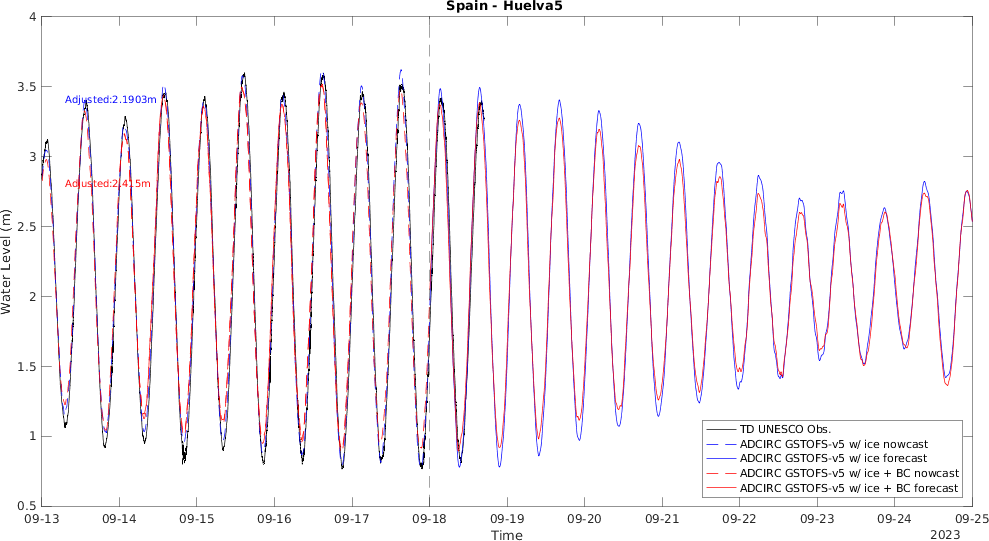 Spain - Huelva5
4
3.5
3
2.5
2
1.5
1
0.5
Water Level (m)
Adjusted:2.1903m
Adjusted:2.415m
TD UNESCO Obs.
ADCIRC GSTOFS-v5 w/ ice nowcast
ADCIRC GSTOFS-v5 w/ ice forecast
ADCIRC GSTOFS-v5 w/ ice + BC nowcast
ADCIRC GSTOFS-v5 w/ ice + BC forecast
09-13 09-14 09-15 09-16 09-17 09-18 09-19 09-20 09-21 09-22 09-23 09-24 09-25
Time
2023